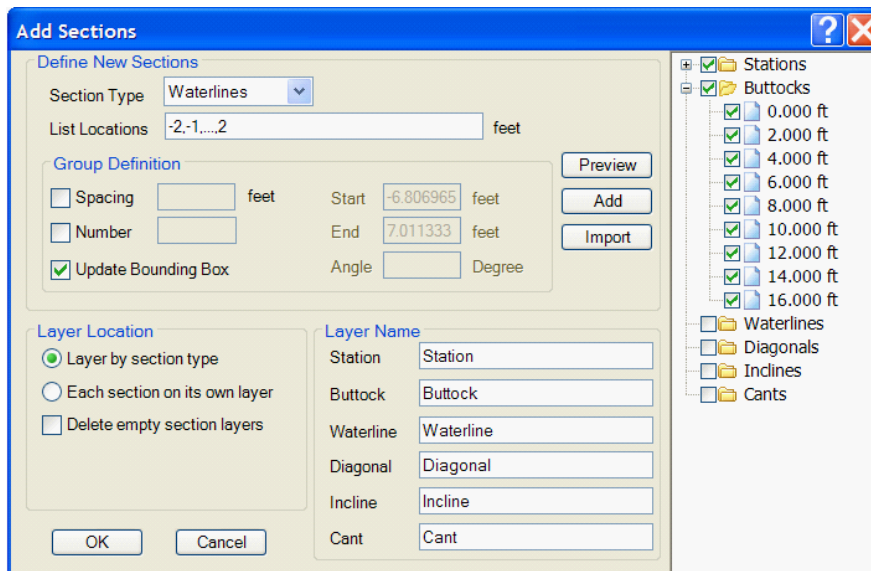 Add Sections
Define New Sections
Section Type Waterlines
List Locations -2,-1,...,2 feet
Group Definition
Spacing feet Start -6.806965 feet
Number End 7.011333 feet
Update Bounding Box Angle Degree
Preview
Add
Import
Layer Location
Layer by section type
Each section on its own layer
Delete empty section layers
OK Cancel
Layer Name
Station Station
Buttock Buttock
Waterline Waterline
Diagonal Diagonal
Incline Incline
Cant Cant
Stations
Buttocks
0.000 ft
2.000 ft
4.000 ft
6.000 ft
8.000 ft
10.000 ft
12.000 ft
14.000 ft
16.000 ft
Waterlines
Diagonals
Inclines
Cants